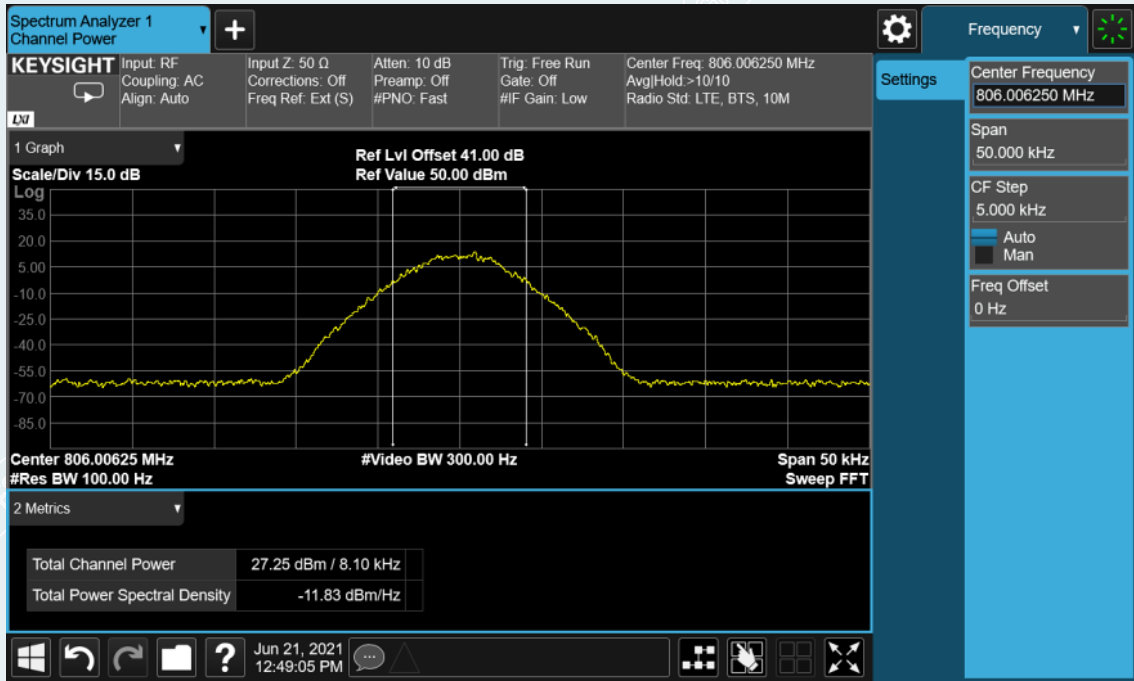 Spectrum Analyzer 1
Channel Power
+
Frequency
KEYSIGHT
LXI
Input: RF
Coupling: AC
Align: Auto
Input Z: 50 Ω
Corrections: Off
Freq Ref: Ext (S)
Atten: 10 dB
Preamp: Off
#PNO: Fast
Trig: Free Run
Gate: Off
#IF Gain: Low
Center Freq: 806.006250 MHz
Avg|Hold:>10/10
Radio Std: LTE, BTS, 10M
Settings
Center Frequency
806.006250 MHz
Span
50.000 kHz
CF Step
5.000 kHz
Auto
Man
Freq Offset
0 Hz
1 Graph
Scale/Div 15.0 dB
Ref Lvl Offset 41.00 dB
Ref Value 50.00 dBm
Log
35.0
20.0
5.00
-10.0
-25.0
-40.0
-55.0
-70.0
-85.0
Center 806.00625 MHz
#Video BW 300.00 Hz
Span 50 kHz
#Res BW 100.00 Hz
Sweep FFT
2 Metrics
Total Channel Power 27.25 dBm / 8.10 kHz
Total Power Spectral Density -11.83 dBm/Hz
?
Jun 21, 2021
12:49:05 PM